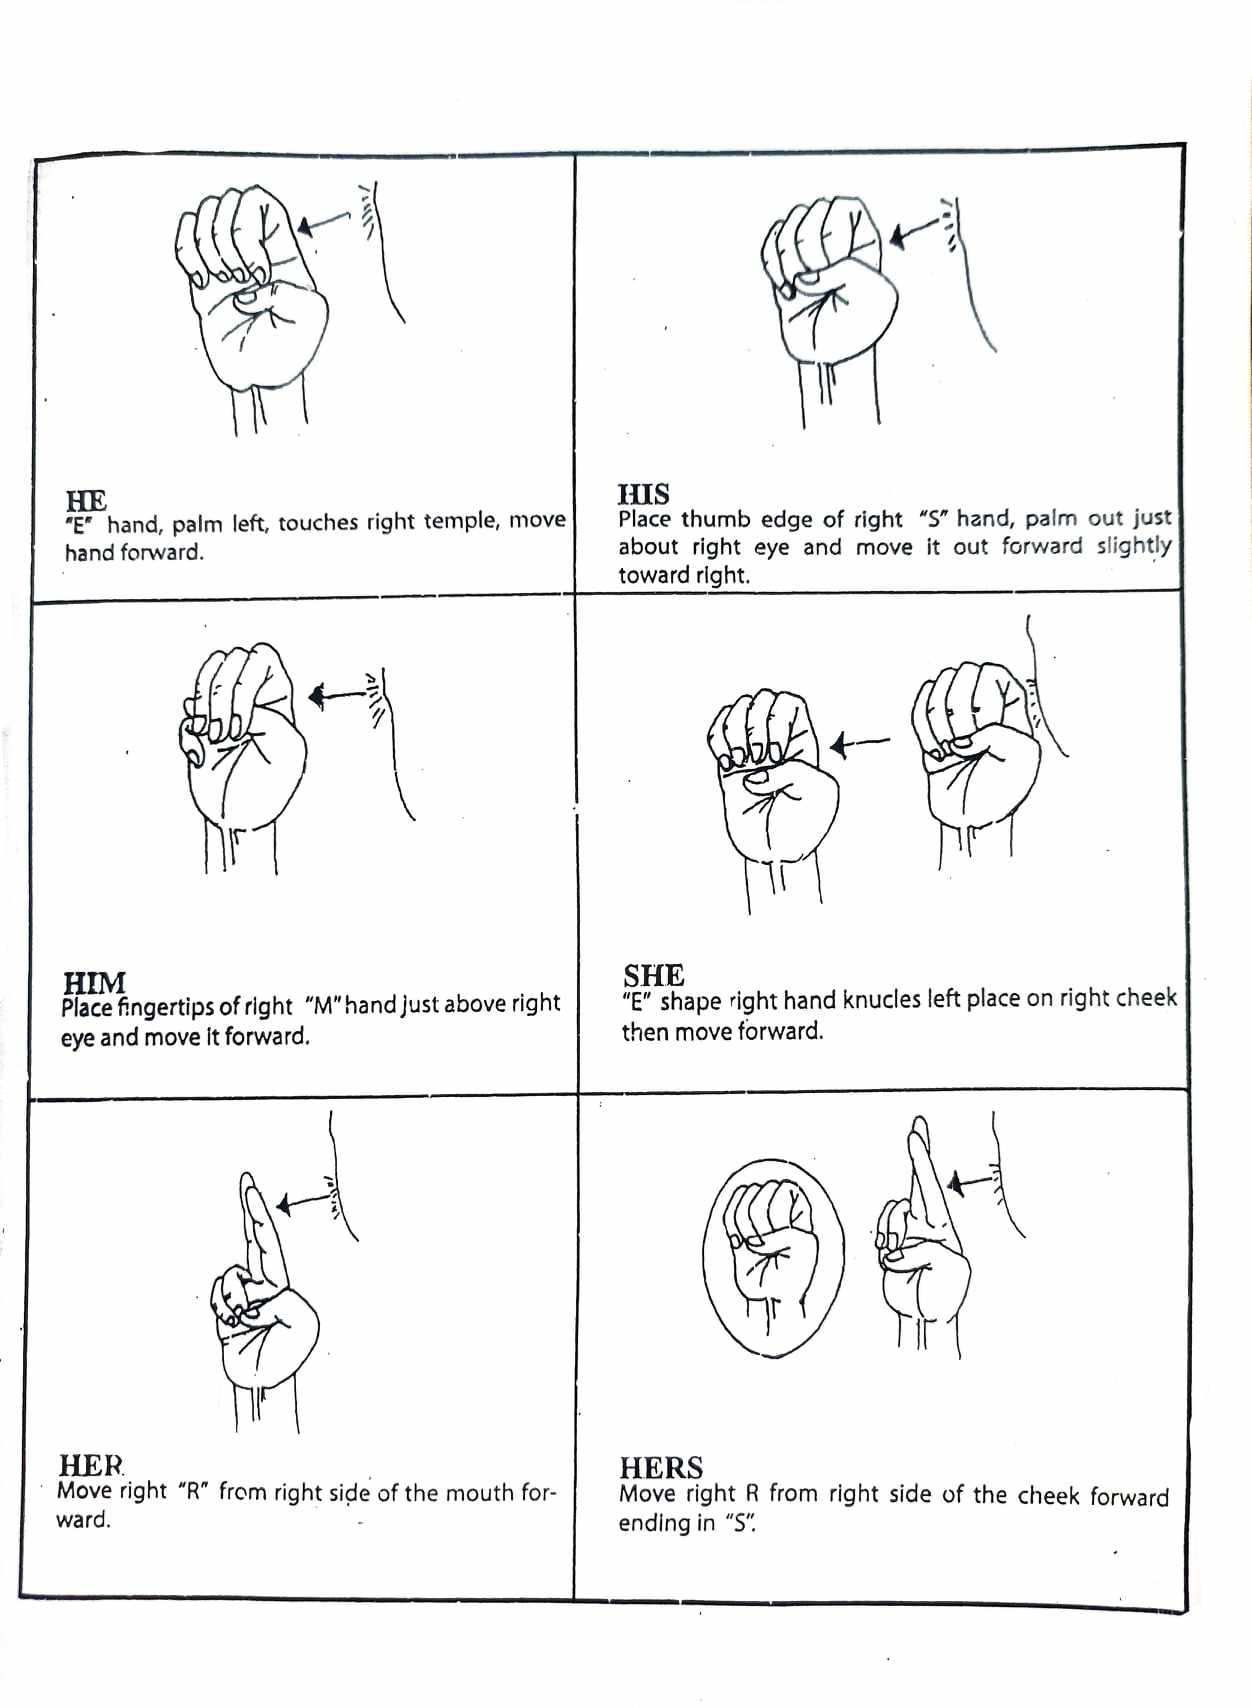 HE
"E" hand, palm left, touches right temple, move
hand forward.
HIS
Place thumb edge of right "S" hand, palm out just
about right eye and move it out forward slightly
toward right.
HIM
Place fingertips of right "M" hand just above right
eye and move it forward.
SHE
"E" shape right hand knucles left place on right cheek
then move forward.
HER
Move right "R" from right side of the mouth for-
ward.
HERS
Move right R from right side of the cheek forward
ending in "S".